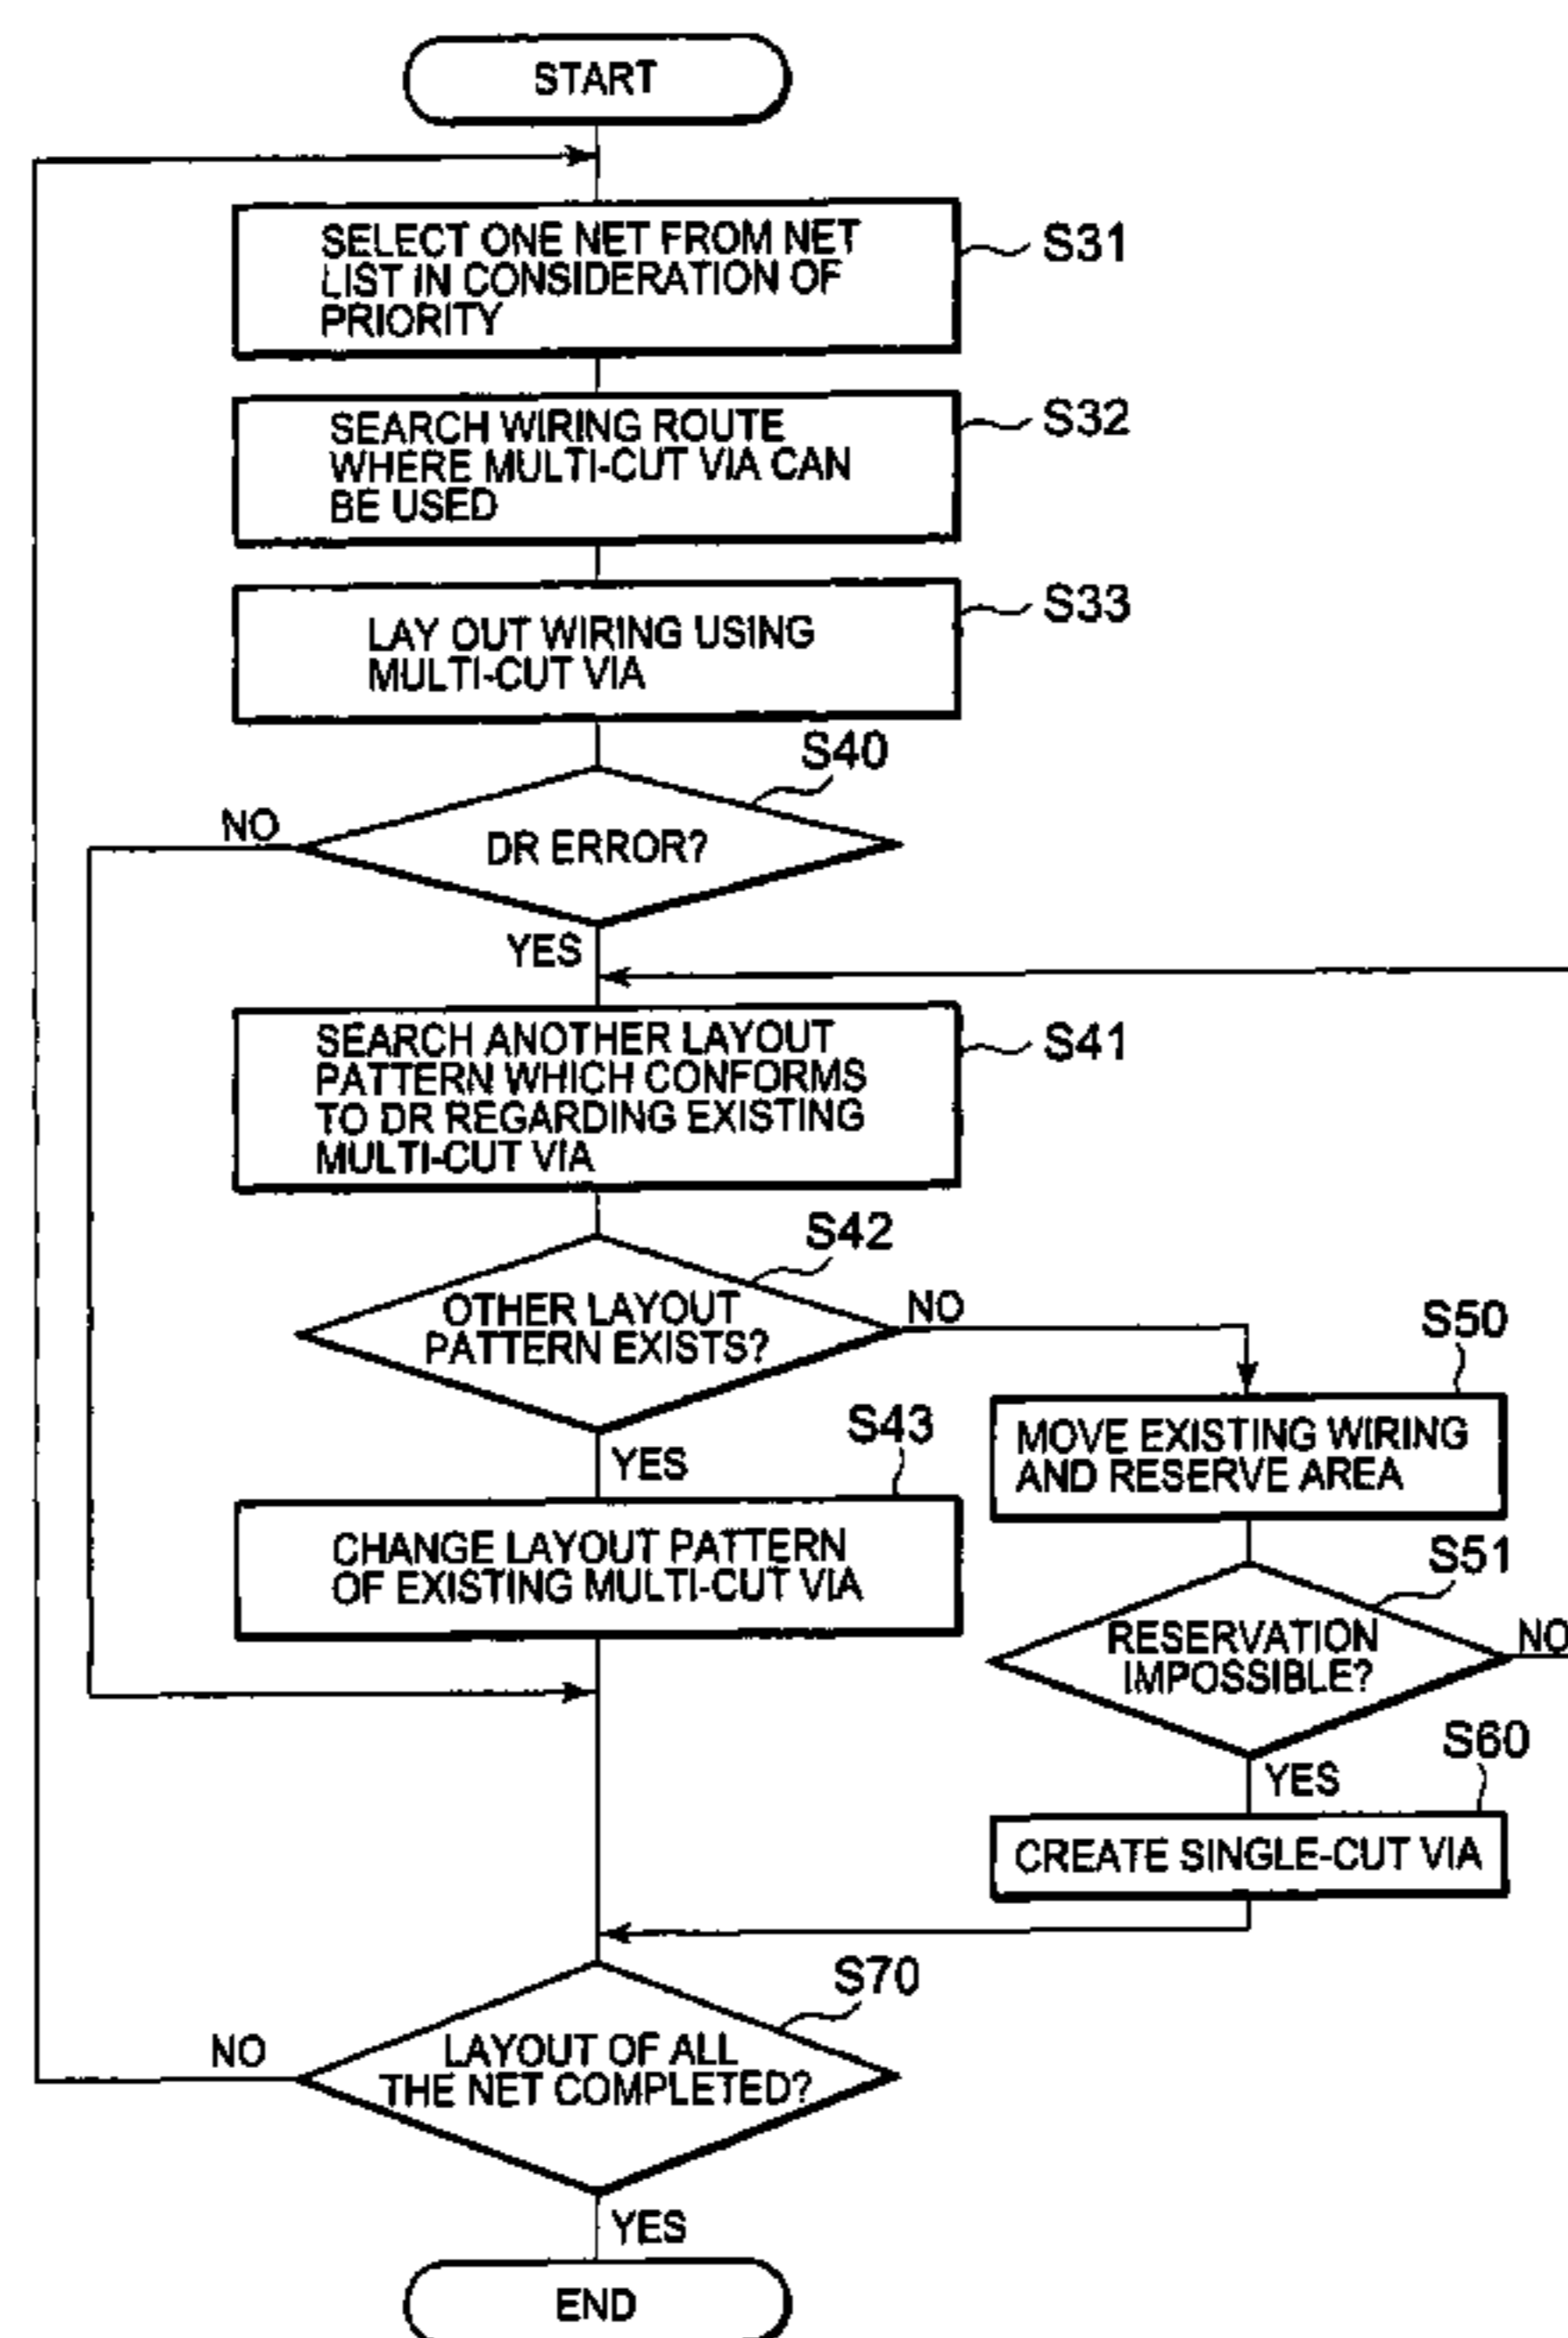 START
SELECT ONE NET FROM NET
LIST IN CONSIDERATION OF
PRIORITY
S31
SEARCH WIRING ROUTE
WHERE MULTI-CUT VIA CAN
BE USED
S32
LAY OUT WIRING USING
MULTI-CUT VIA
S33
S40
NO
DR ERROR?
YES
SEARCH ANOTHER LAYOUT
PATTERN WHICH CONFORMS
TO DR REGARDING EXISTING
MULTI-CUT VIA
S41
S42
OTHER LAYOUT
PATTERN EXISTS?
NO
YES
S43
CHANGE LAYOUT PATTERN
OF EXISTING MULTI-CUT VIA
S50
MOVE EXISTING WIRING
AND RESERVE AREA
S51
RESERVATION
IMPOSSIBLE?
NO
YES
S60
CREATE SINGLE-CUT VIA
S70
NO
LAYOUT OF ALL
THE NET COMPLETED?
YES
END